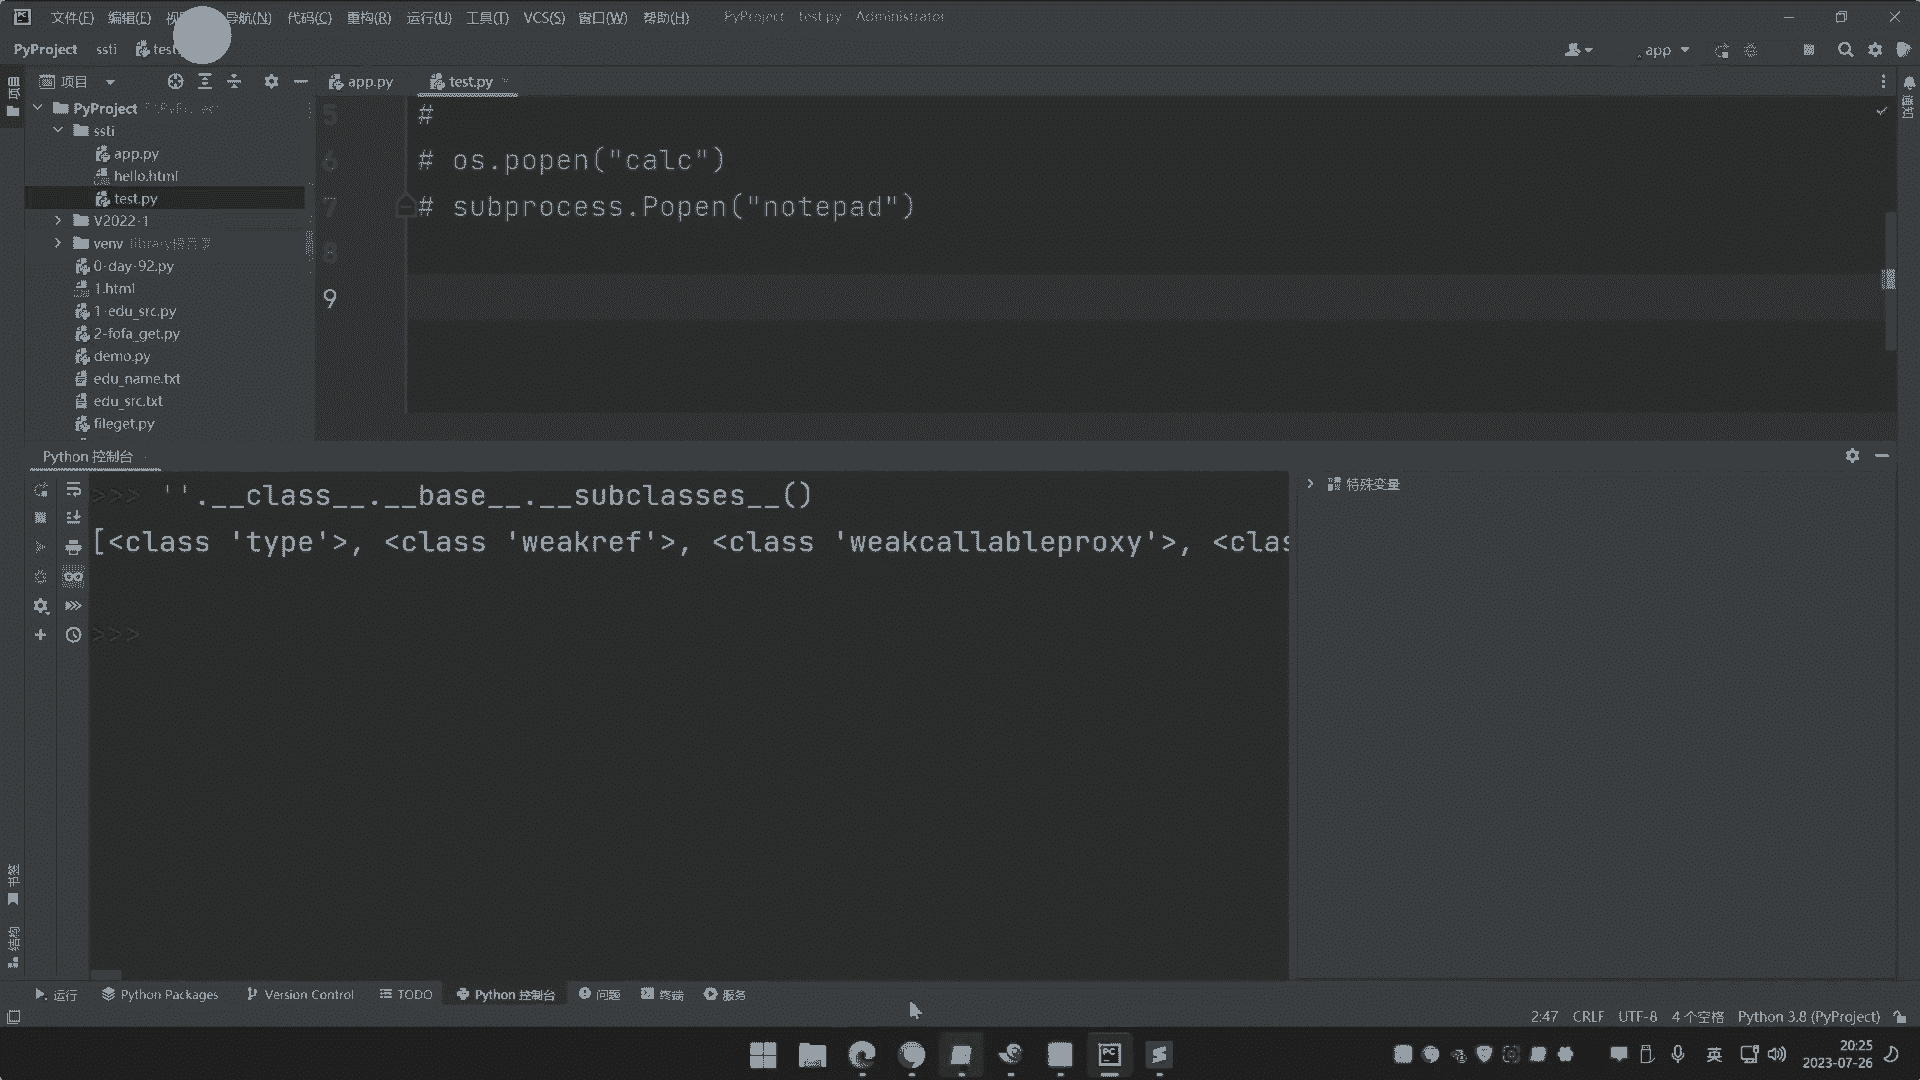 文件(F) 编辑(E) 导航(N) 代码(C) 重构(R) 运行(U) 工具(T) VCS(S) 窗口(W) 帮助(H) PyProject test.py Administrator
PyProject ssti test
app
项目
app.py test.py
PyProject
ssti
app.py
hello.html
test.py
V2022-1
venv library
0-day-92.py
1.html
1-edu_src.py
2-fofa_get.py
demo.py
edu_name.txt
edu_src.txt
fileget.py
5 #
6 # os.popen("calc")
7 # subprocess.Popen("notepad")
8
9
Python 控制台
>>> ''.__class__.__base__.__subclasses__()
[<class 'type'>, <class 'weakref'>, <class 'weakcallableproxy'>, <clas
>>>
特殊变量
书签
结构
运行 Python Packages Version Control TODO Python 控制台 问题 终端 服务
2:47 CRLF UTF-8 4 个空格 Python 3.8 (PyProject)
英
20:25
2023-07-26